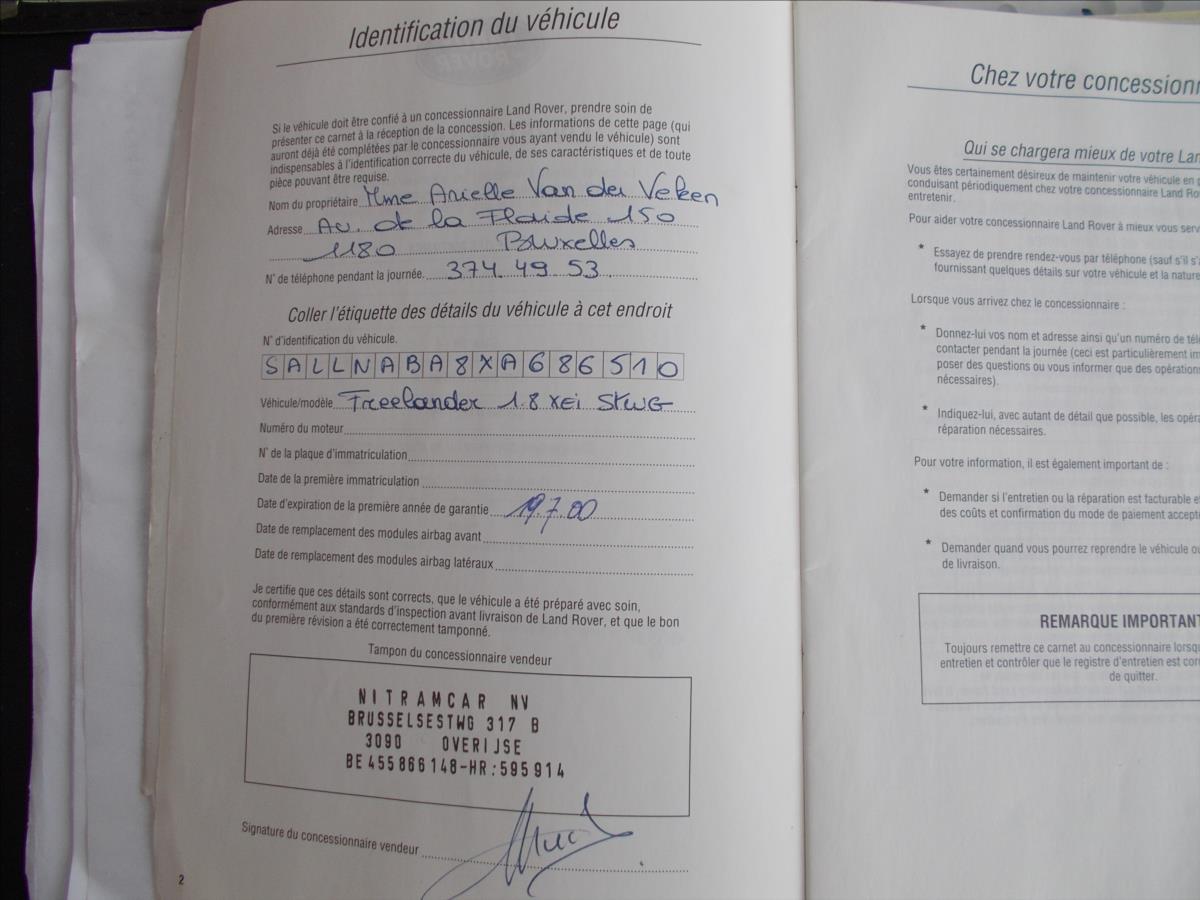 Identification du véhicule
Si le véhicule doit être confié à un concessionnaire Land Rover, prendre soin de
présenter ce carnet à la réception de la concession. Les informations de cette page (qui
auront déjà été complétées par le concessionnaire vous ayant vendu le véhicule) sont
indispensables à l'identification correcte du véhicule, de ses caractéristiques et de toute
pièce pouvant être requise.
Nom du propriétaire Mme Arielle Van der Veken
Adresse Av. de la Floride 150
1180 Bruxelles
N° de téléphone pendant la journée. 374.49.53.
Coller l'étiquette des détails du véhicule à cet endroit
N° d'identification du véhicule.
SALLNABA8XA686510
Véhicule/modèle Freelander 1.8 XEi STWG
Numéro du moteur
N° de la plaque d'immatriculation
Date de la première immatriculation
Date d'expiration de la première année de garantie 19.7.00
Date de remplacement des modules airbag avant
Date de remplacement des modules airbag latéraux
Je certifie que ces détails sont corrects, que le véhicule a été préparé avec soin,
conformément aux standards d'inspection avant livraison de Land Rover, et que le bon
du première révision a été correctement tamponné.
Tampon du concessionnaire vendeur
NITRAMCAR NV
BRUSSELSESTWG 317 B
3090 OVERIJSE
BE 455866148-HR:595914
Signature du concessionnaire vendeur
2
Chez votre concessionn
Qui se chargera mieux de votre Lan
Vous êtes certainement désireux de maintenir votre véhicule en
conduisant périodiquement chez votre concessionnaire Land Ro
entretenir.
Pour aider votre concessionnaire Land Rover à mieux vous serv
* Essayez de prendre rendez-vous par téléphone (sauf s'il s'a
fournissant quelques détails sur votre véhicule et la nature
Lorsque vous arrivez chez le concessionnaire :
* Donnez-lui vos nom et adresse ainsi qu'un numéro de télé
contacter pendant la journée (ceci est particulièrement im
poser des questions ou vous informer que des opérations
nécessaires).
* Indiquez-lui, avec autant de détail que possible, les opéra
réparation nécessaires.
Pour votre information, il est également important de :
* Demander si l'entretien ou la réparation est facturable et
des coûts et confirmation du mode de paiement accepté
* Demander quand vous pourrez reprendre le véhicule ou
de livraison.
REMARQUE IMPORTANT
Toujours remettre ce carnet au concessionnaire lorsqu
entretien et contrôler que le registre d'entretien est cor
de quitter.